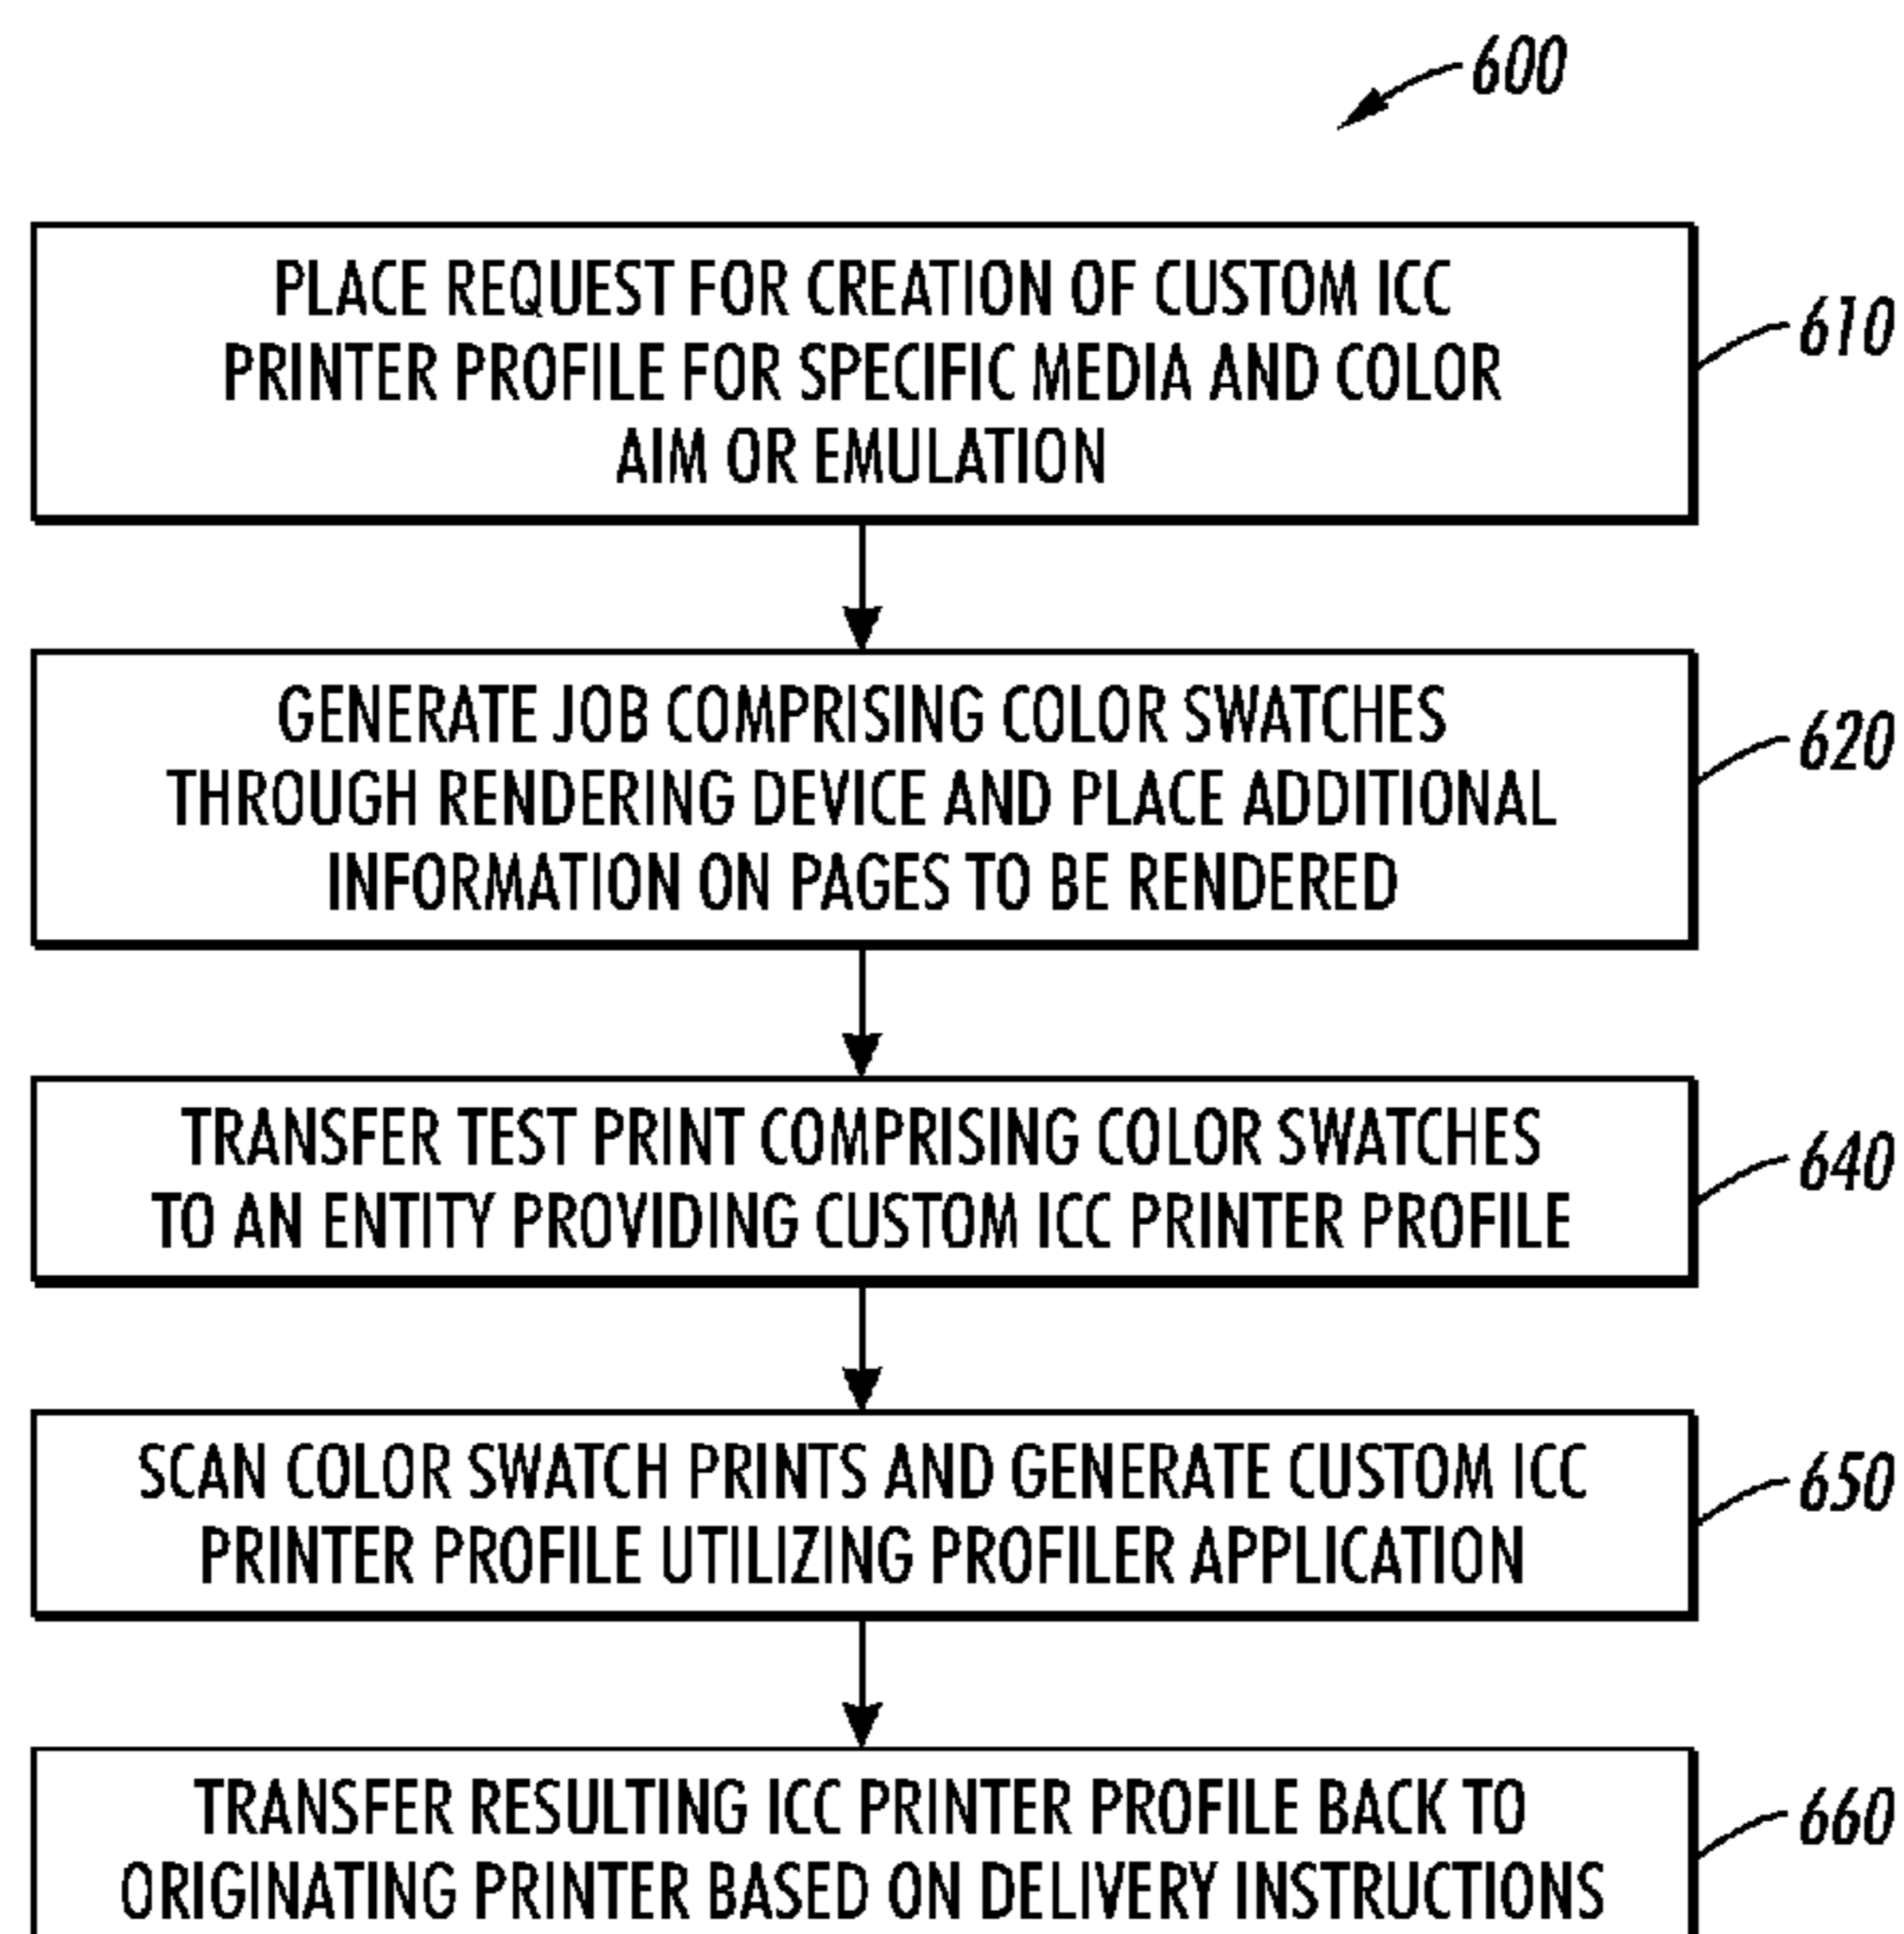 600
PLACE REQUEST FOR CREATION OF CUSTOM ICC
PRINTER PROFILE FOR SPECIFIC MEDIA AND COLOR
AIM OR EMULATION
610
GENERATE JOB COMPRISING COLOR SWATCHES
THROUGH RENDERING DEVICE AND PLACE ADDITIONAL
INFORMATION ON PAGES TO BE RENDERED
620
TRANSFER TEST PRINT COMPRISING COLOR SWATCHES
TO AN ENTITY PROVIDING CUSTOM ICC PRINTER PROFILE
640
SCAN COLOR SWATCH PRINTS AND GENERATE CUSTOM ICC
PRINTER PROFILE UTILIZING PROFILER APPLICATION
650
TRANSFER RESULTING ICC PRINTER PROFILE BACK TO
ORIGINATING PRINTER BASED ON DELIVERY INSTRUCTIONS
660